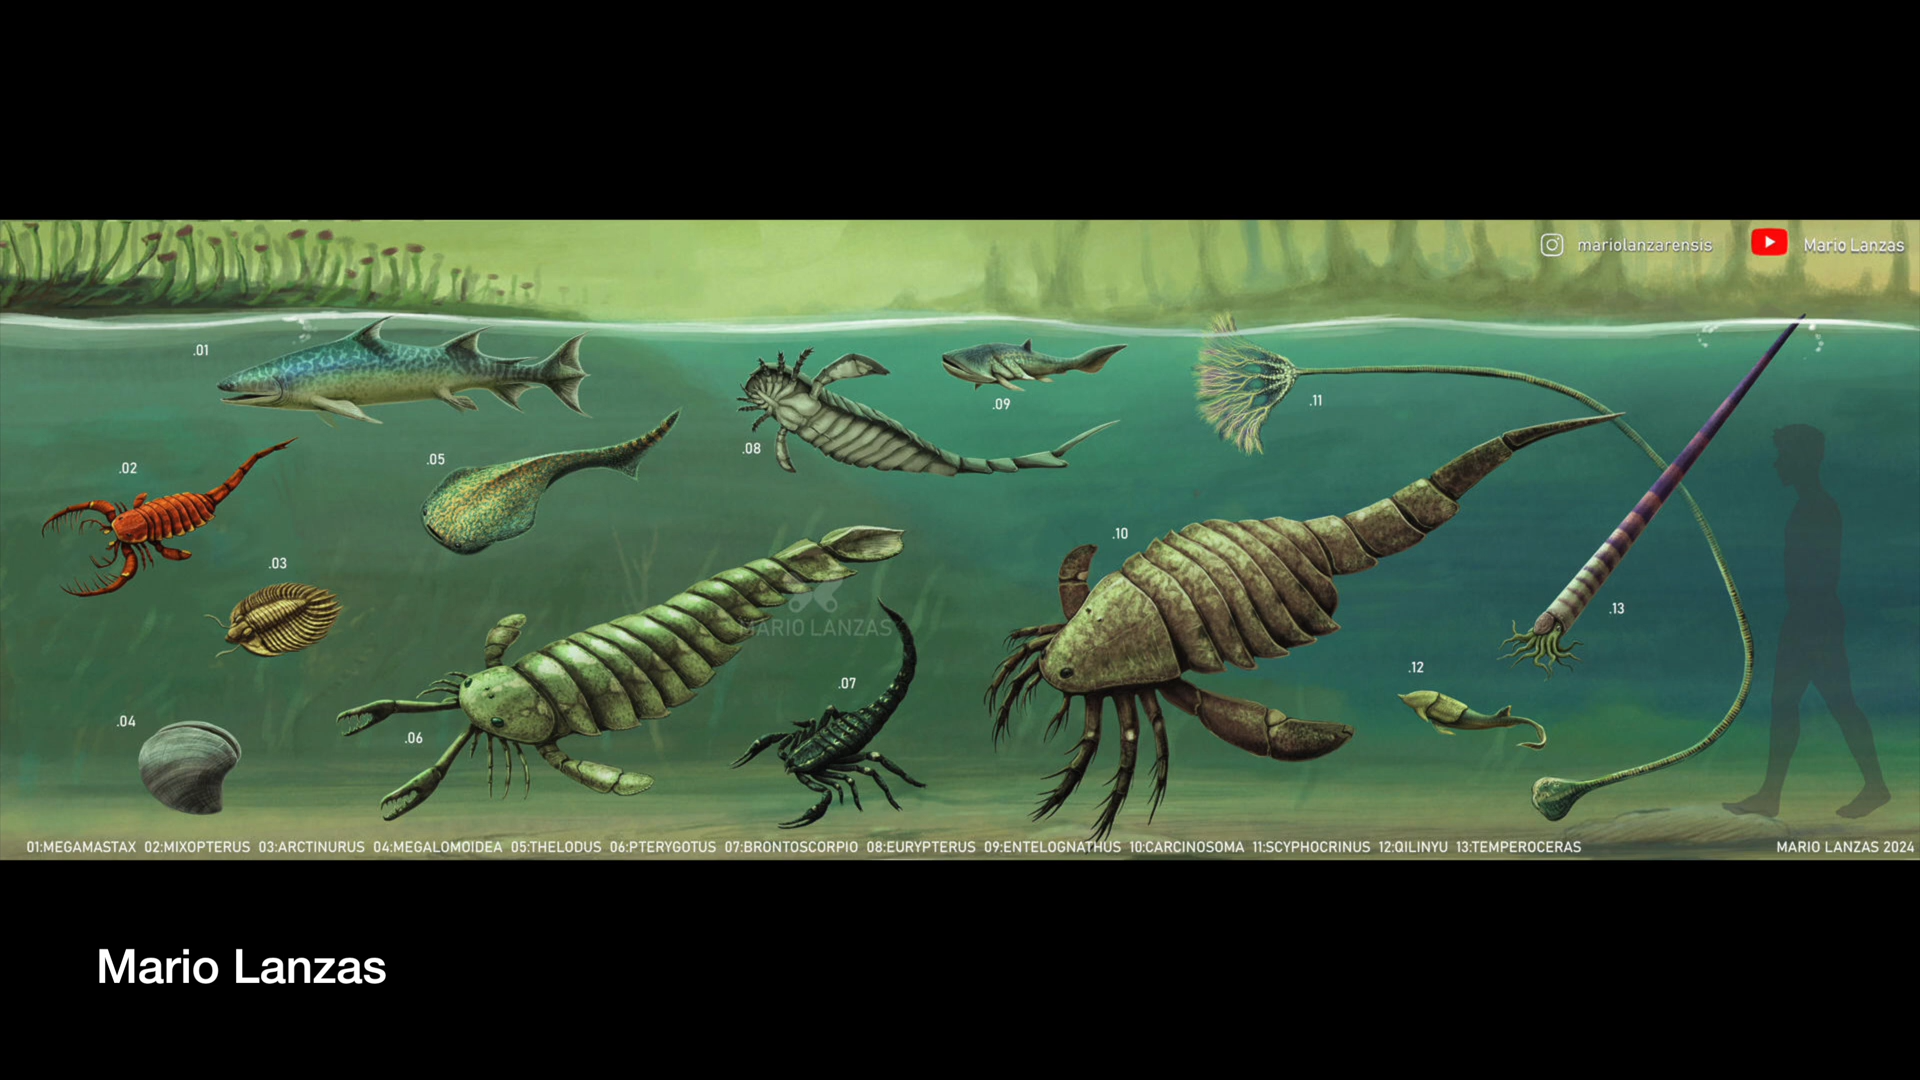 mariolanzarensis
Mario Lanzas
.01
.09
.11
.08
.05
.02
.10
.03
.13
MARIO LANZAS
.12
.07
.04
.06
01:MEGAMASTAX 02:MIXOPTERUS 03:ARCTINURUS 04:MEGALOMOIDEA 05:THELODUS 06:PTERYGOTUS 07:BRONTOSCORPIO 08:EURYPTERUS 09:ENTELOGNATHUS 10:CARCINOSOMA 11:SCYPHOCRINUS 12:QILINYU 13:TEMPEROCERAS
MARIO LANZAS 2024
Mario Lanzas